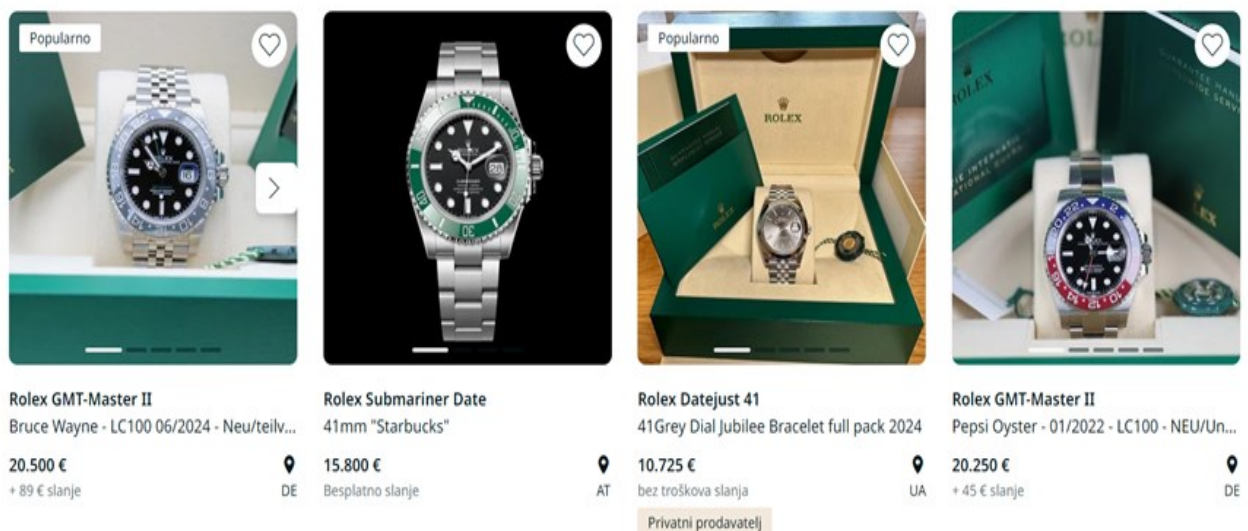 Popularno
Popularno
ROLEX
ROLEX
Rolex GMT-Master II
Bruce Wayne - LC100 06/2024 - Neu/teilv...
20.500 €
+ 89 € slanje
DE
Rolex Submariner Date
41mm "Starbucks"
15.800 €
Besplatno slanje
AT
Rolex Datejust 41
41Grey Dial Jubilee Bracelet full pack 2024
10.725 €
bez troškova slanja
UA
Privatni prodavatelj
Rolex GMT-Master II
Pepsi Oyster - 01/2022 - LC100 - NEU/Un...
20.250 €
+ 45 € slanje
DE